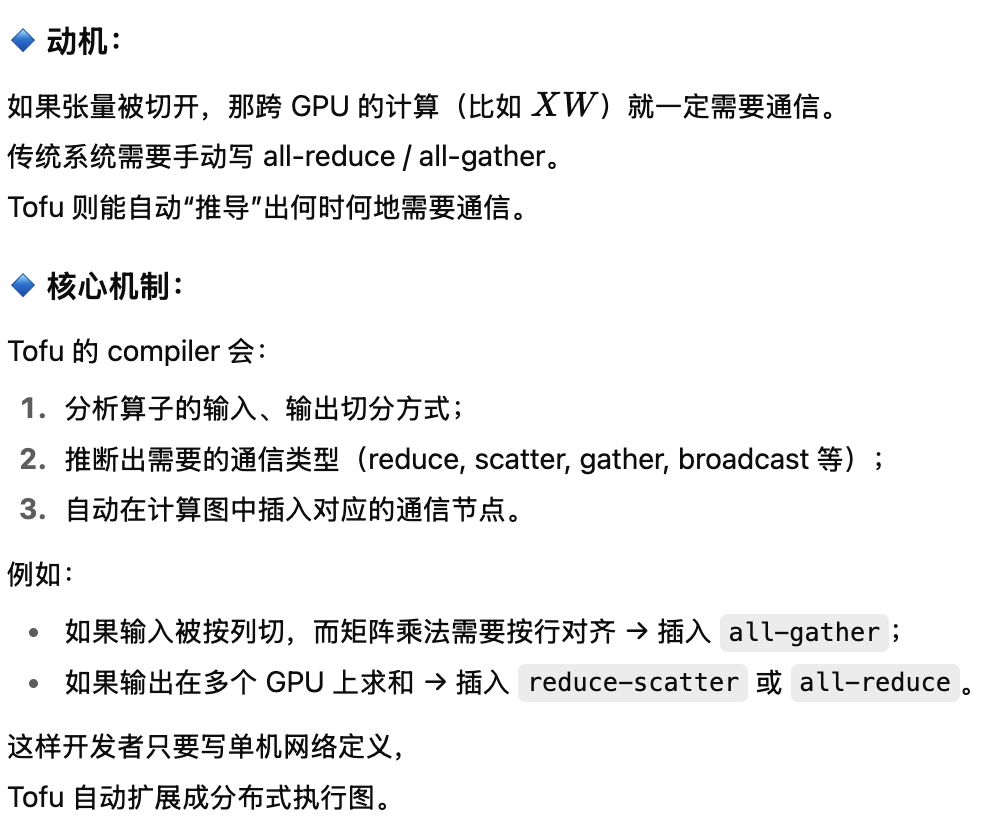 动机：
如果张量被切开，那跨 GPU 的计算（比如 XW）就一定需要通信。
传统系统需要手动写 all-reduce / all-gather。
Tofu 则能自动“推导”出何时何地需要通信。
核心机制：
Tofu 的 compiler 会：
1. 分析算子的输入、输出切分方式；
2. 推断出需要的通信类型（reduce, scatter, gather, broadcast 等）；
3. 自动在计算图中插入对应的通信节点。
例如：
• 如果输入被按列切，而矩阵乘法需要按行对齐 → 插入 all-gather；
• 如果输出在多个 GPU 上求和 → 插入 reduce-scatter 或 all-reduce。
这样开发者只要写单机网络定义，
Tofu 自动扩展成分布式执行图。